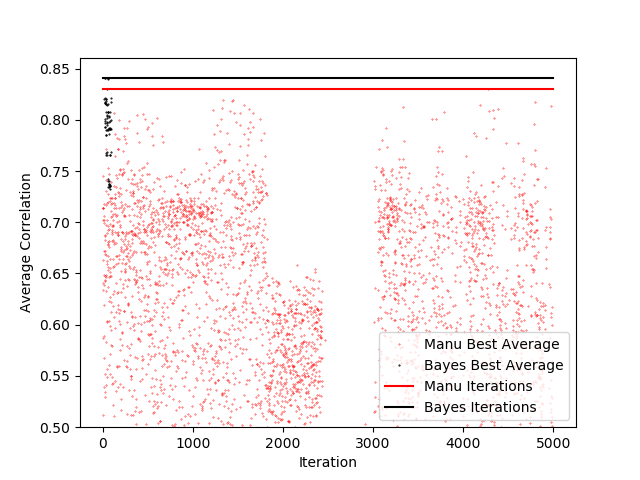 0.85
0.80
0.75
0.70
0.65
0.60
0.55
0.50
Average Correlation
0
1000
2000
3000
4000
5000
Iteration
Manu Best Average
Bayes Best Average
Manu Iterations
Bayes Iterations